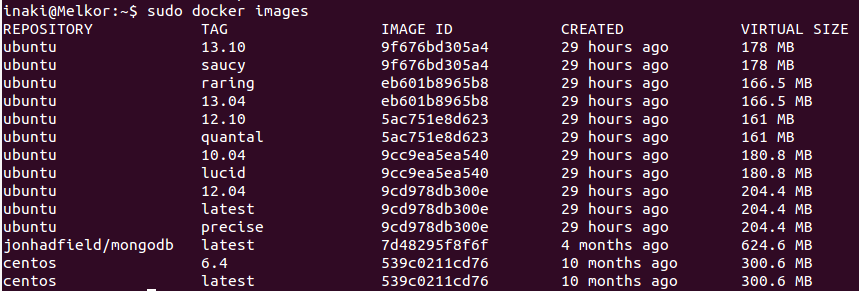 inaki@Melkor:~$ sudo docker images
REPOSITORY TAG IMAGE ID CREATED VIRTUAL SIZE
ubuntu 13.10 9f676bd305a4 29 hours ago 178 MB
ubuntu saucy 9f676bd305a4 29 hours ago 178 MB
ubuntu raring eb601b8965b8 29 hours ago 166.5 MB
ubuntu 13.04 eb601b8965b8 29 hours ago 166.5 MB
ubuntu 12.10 5ac751e8d623 29 hours ago 161 MB
ubuntu quantal 5ac751e8d623 29 hours ago 161 MB
ubuntu 10.04 9cc9ea5ea540 29 hours ago 180.8 MB
ubuntu lucid 9cc9ea5ea540 29 hours ago 180.8 MB
ubuntu 12.04 9cd978db300e 29 hours ago 204.4 MB
ubuntu latest 9cd978db300e 29 hours ago 204.4 MB
ubuntu precise 9cd978db300e 29 hours ago 204.4 MB
jonhadfield/mongodb latest 7d48295f8f6f 4 months ago 624.6 MB
centos 6.4 539c0211cd76 10 months ago 300.6 MB
centos latest 539c0211cd76 10 months ago 300.6 MB